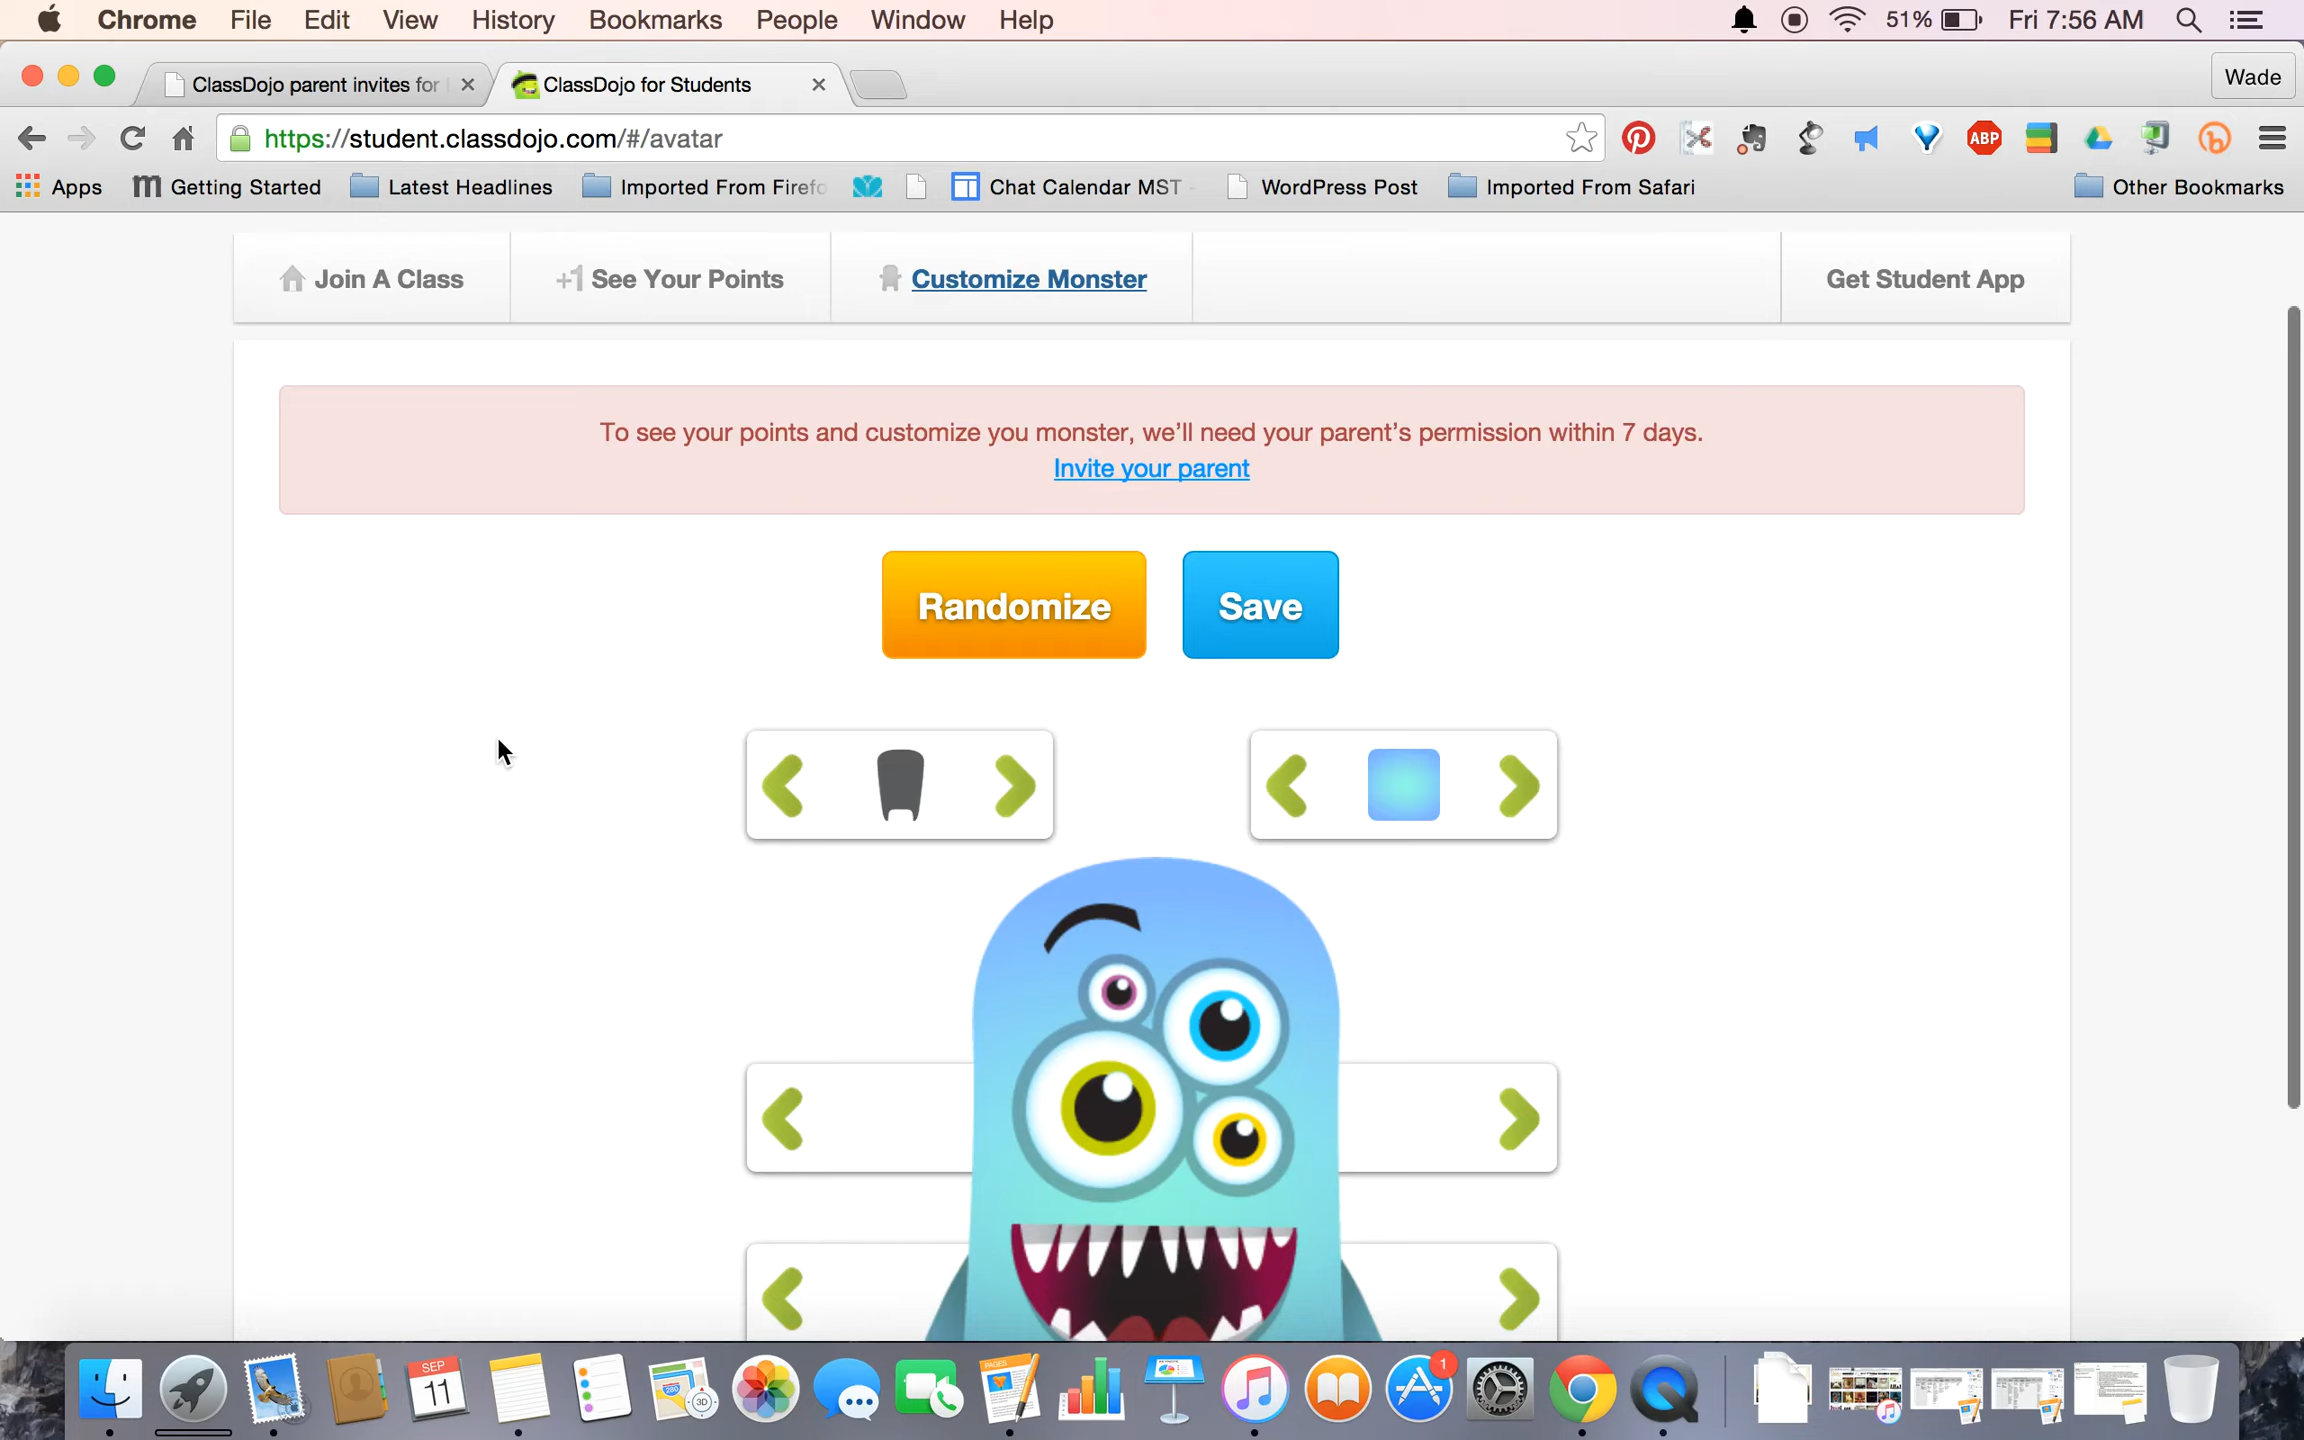 Chrome File Edit View History Bookmarks People Window Help 51% Fri 7:56 AM
ClassDojo parent invites for ClassDojo for Students Wade
https://student.classdojo.com/#/avatar ABP
Apps Getting Started Latest Headlines Imported From Firefo Chat Calendar MST - WordPress Post Imported From Safari Other Bookmarks
Join A Class +1 See Your Points Customize Monster Get Student App
To see your points and customize you monster, we'll need your parent's permission within 7 days.
Invite your parent
Randomize Save
SEP
11
280
3D
PAGES
1